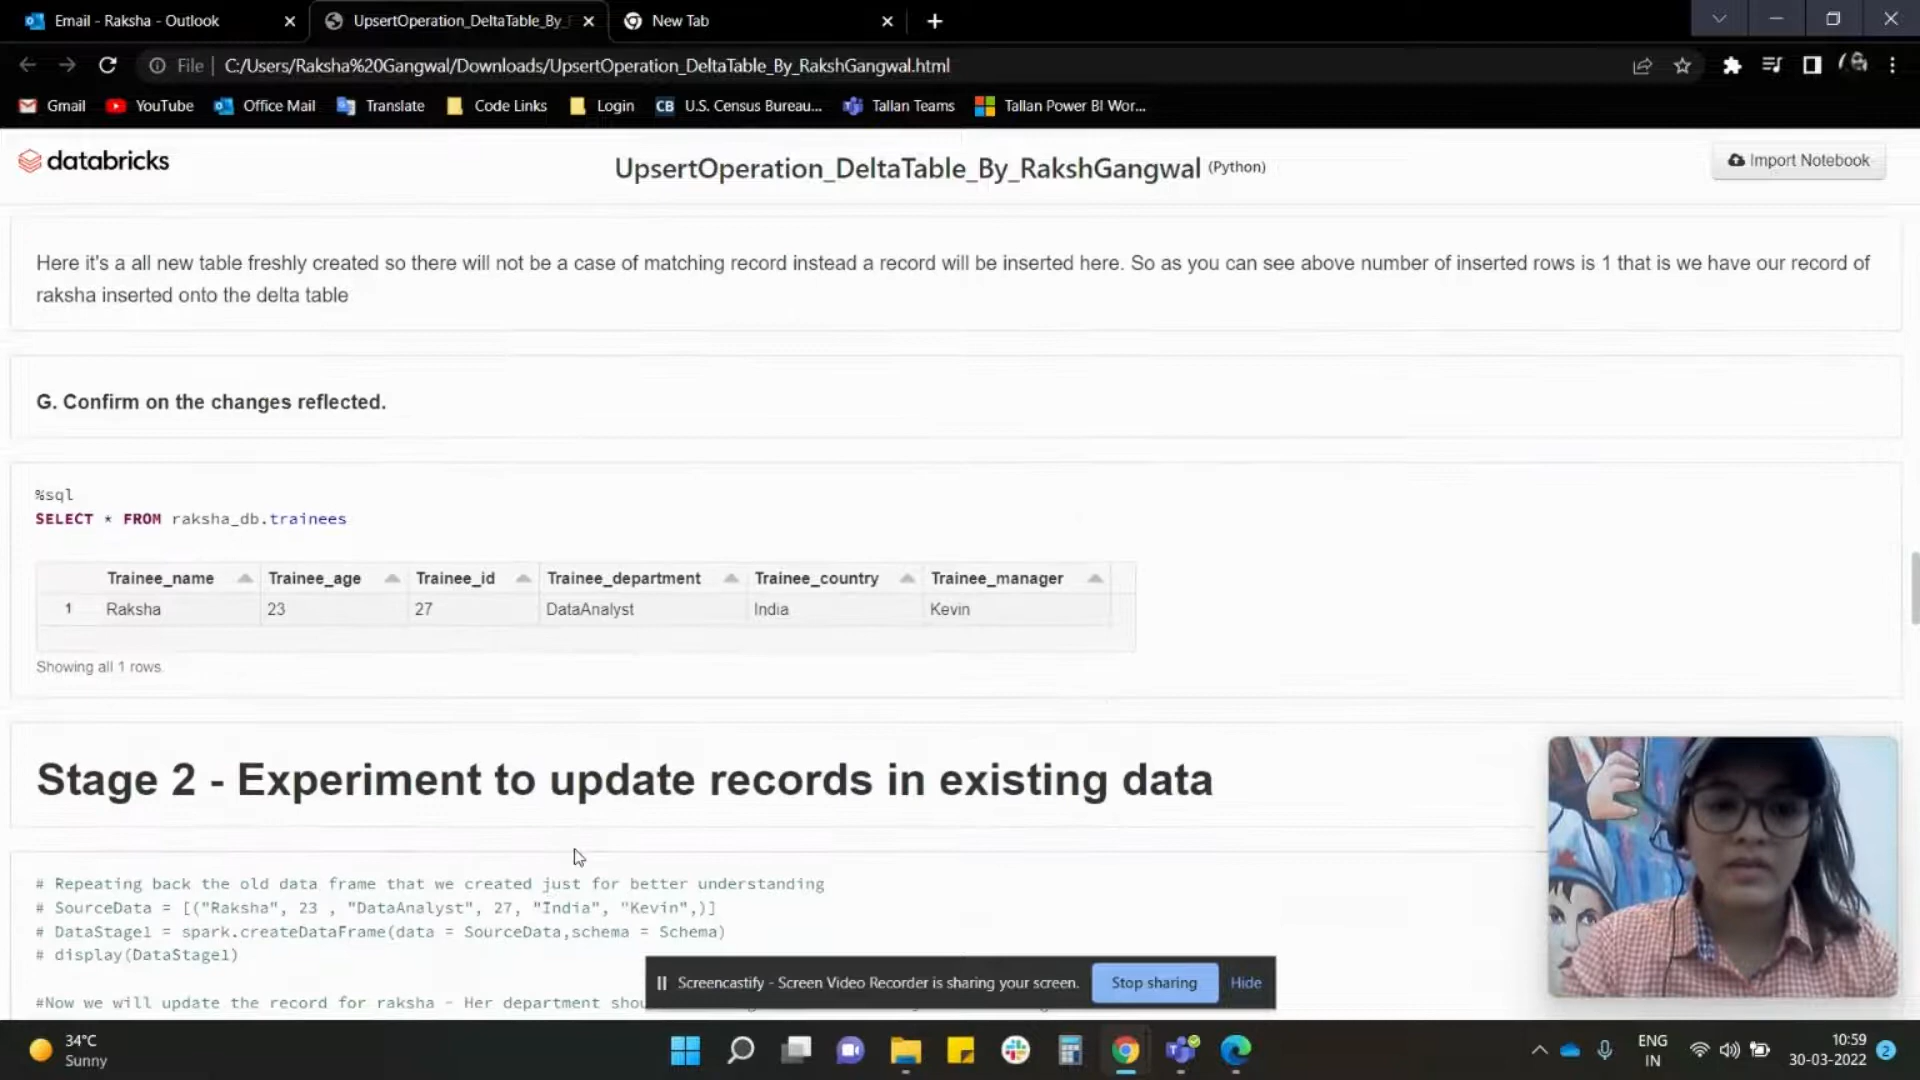 Email - Raksha - Outlook
UpsertOperation_DeltaTable_By_
New Tab
File
C:/Users/Raksha%20Gangwal/Downloads/UpsertOperation_DeltaTable_By_RakshGangwal.html
Gmail YouTube Office Mail Translate Code Links Login CB U.S. Census Bureau... Tallan Teams Tallan Power BI Wor...
databricks
UpsertOperation_DeltaTable_By_RakshGangwal (Python)
Import Notebook
Here it's a all new table freshly created so there will not be a case of matching record instead a record will be inserted here. So as you can see above number of inserted rows is 1 that is we have our record of
raksha inserted onto the delta table
G. Confirm on the changes reflected.
%sql
SELECT * FROM raksha_db.trainees
Trainee_name Trainee_age Trainee_id Trainee_department Trainee_country Trainee_manager
1 Raksha 23 27 DataAnalyst India Kevin
Showing all 1 rows.
Stage 2 - Experiment to update records in existing data
# Repeating back the old data frame that we created just for better understanding
# SourceData = [("Raksha", 23 , "DataAnalyst", 27, "India", "Kevin",)]
# DataStage1 = spark.createDataFrame(data = SourceData,schema = Schema)
# display(DataStage1)
#Now we will update the record for raksha - Her department
Screencastify - Screen Video Recorder is sharing your screen.
Stop sharing
Hide
34°C
Sunny
ENG
IN
10:59
30-03-2022
2